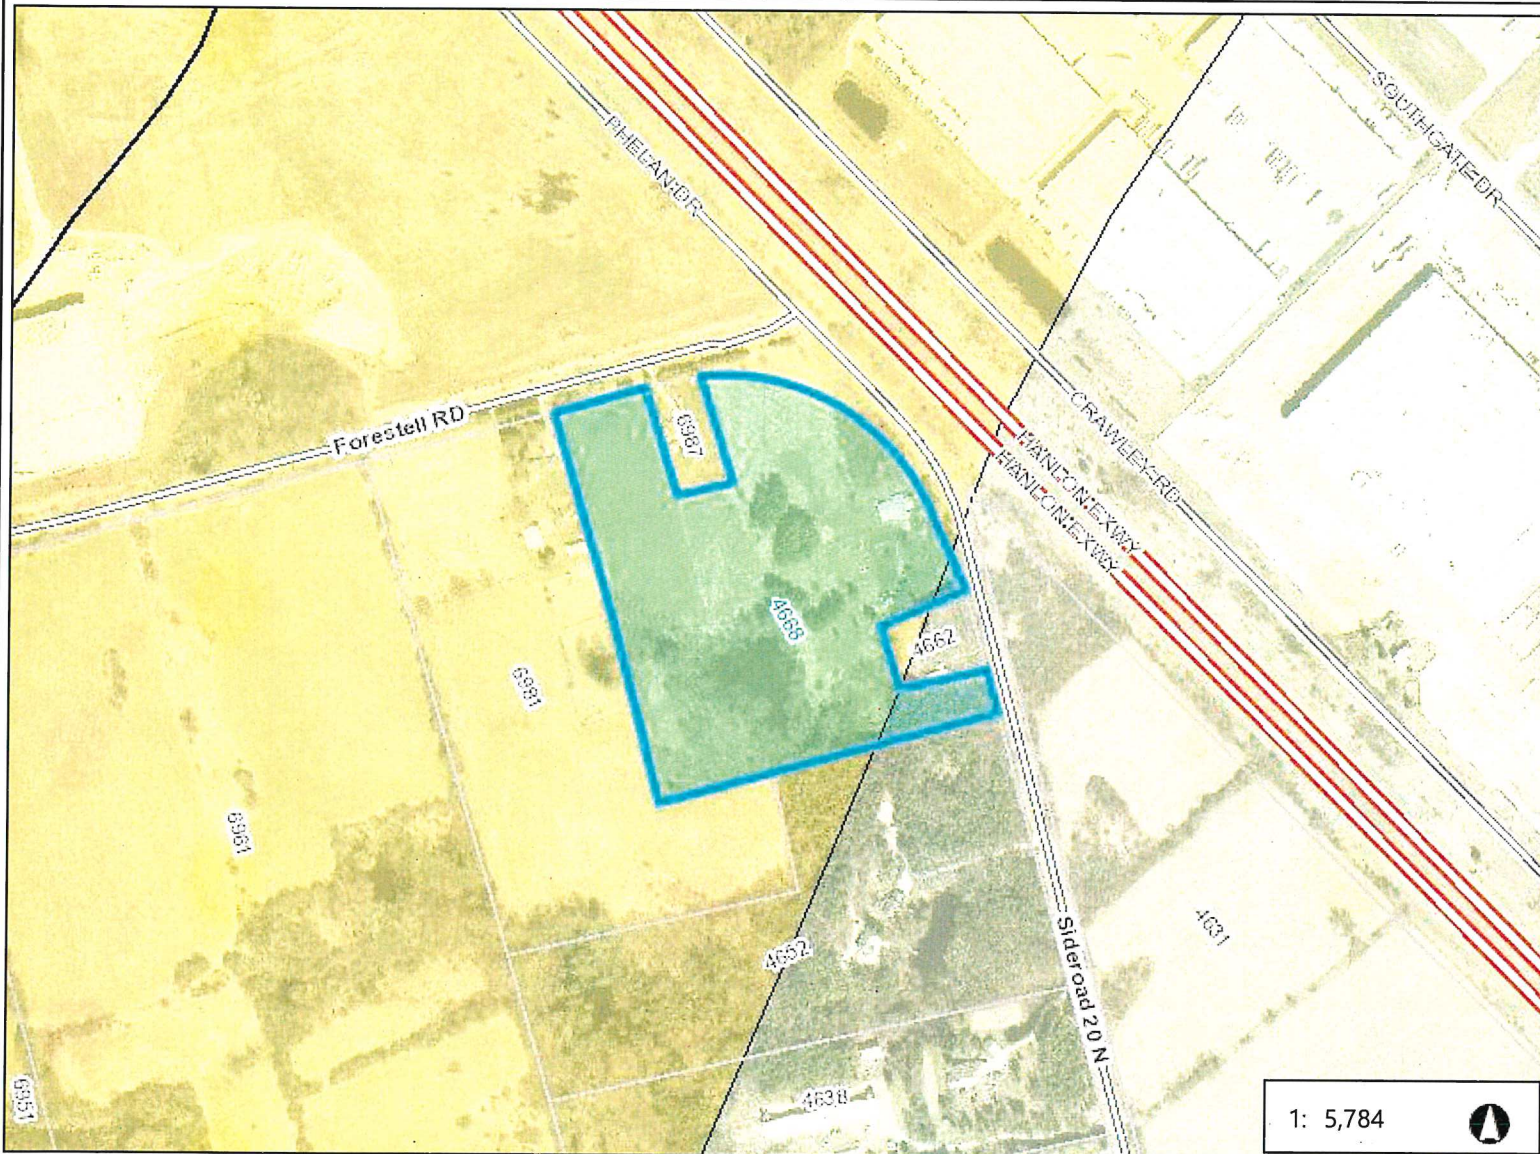 SOUTHGATE DR
PHELAN DR
CRAWLEY RD
HANLON EXWY
HANLON EXWY
Forestell RD
6987
4668
4662
6981
6961
4631
4652
Sideroad 20 N
6951
4638
1: 5,784